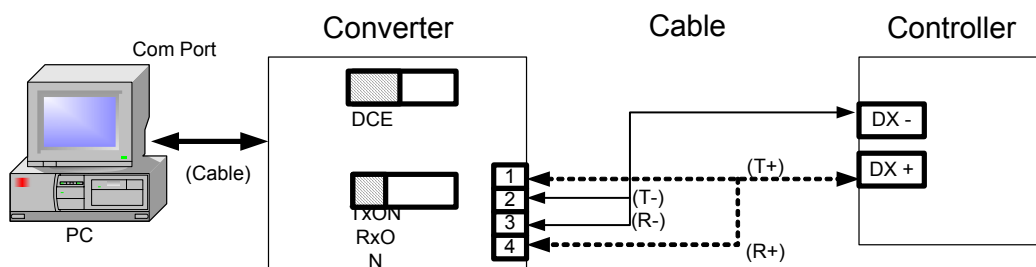 Converter
Cable
Controller
Com Port
DCE
DX -
(Cable)
1
(T+)
DX +
2
(T-)
TxON
3
(R-)
PC
RxO
4
(R+)
N